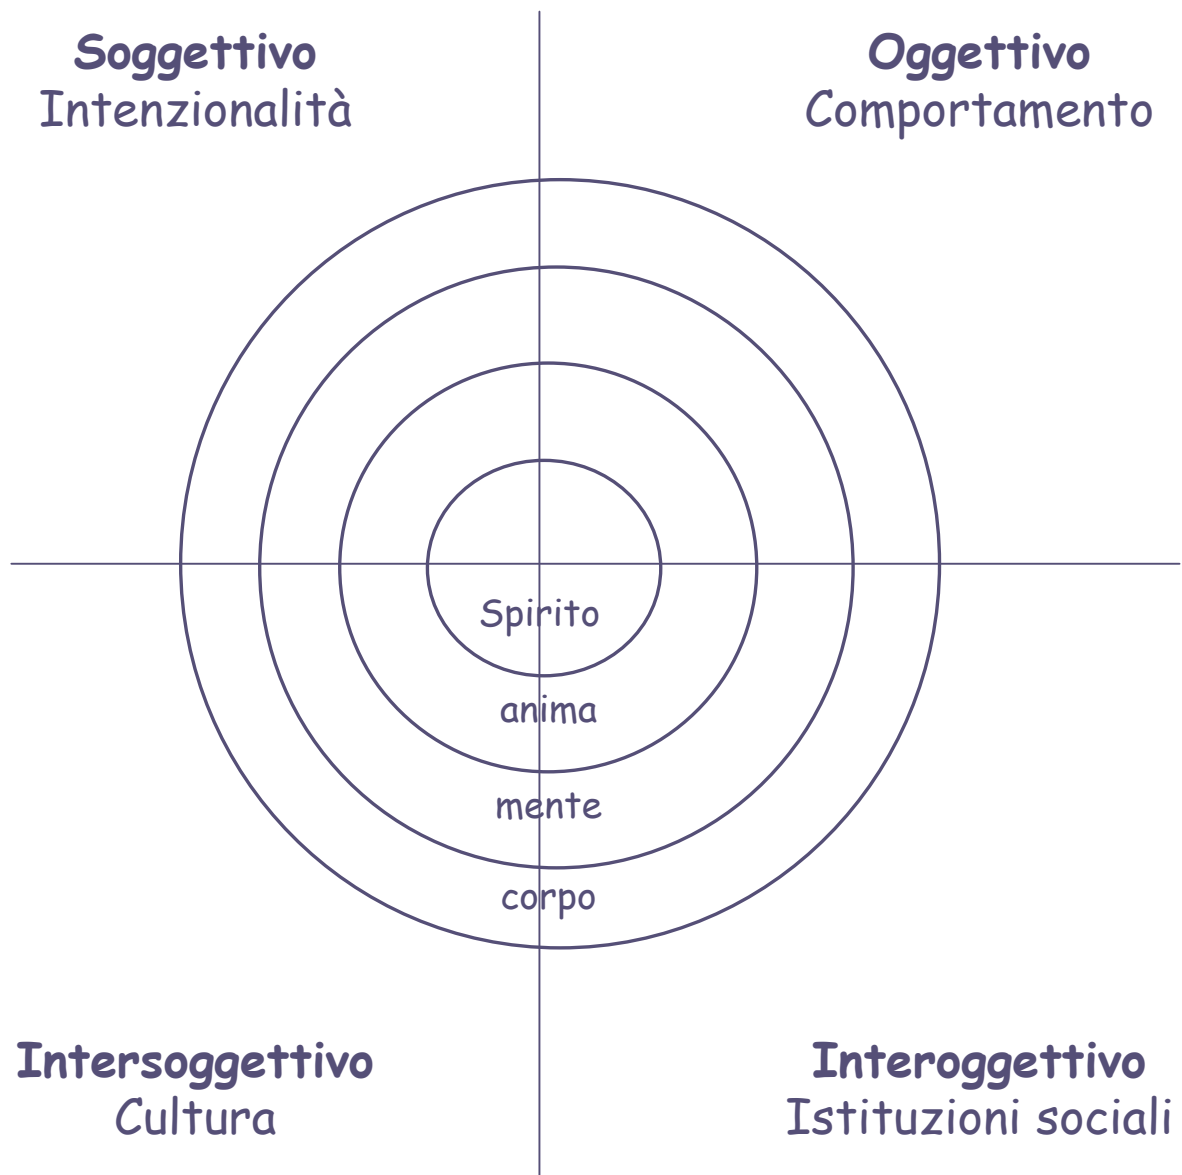 Soggettivo
Intenzionalità
Oggettivo
Comportamento
Spirito
anima
mente
corpo
Intersoggettivo
Cultura
Interoggettivo
Istituzioni sociali